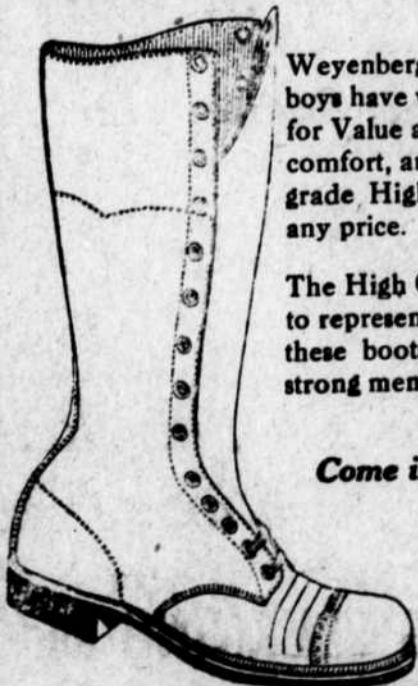 Weyenberg
boys have
for Value
comfort,
grade High
any price.
The High
to represen
these boot
strong men
Come i